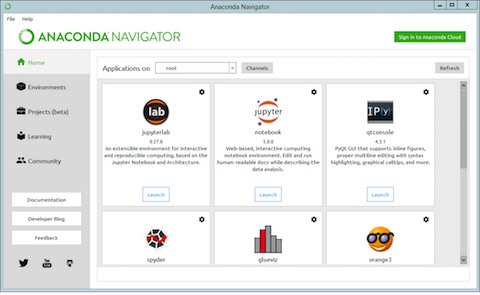 Anaconda Navigator
File Help
ANACONDA NAVIGATOR
Sign in to Anaconda Cloud
Home
Environments
Projects (beta)
Learning
Community
Documentation
Developer Blog
Feedback
Applications on root Channels Refresh
lab
jupyterlab
0.27.0
An extensible environment for interactive
and reproducible computing, based on the
Jupyter Notebook and Architecture.
Launch
jupyter
notebook
5.0.0
Web-based, interactive computing
notebook environment. Edit and run
human-readable docs while describing the
data analysis.
Launch
IP[y]
qtconsole
4.3.1
PyQt GUI that supports inline figures,
proper multiline editing with syntax
highlighting, graphical calltips, and more.
Launch
spyder
glueviz
orange3